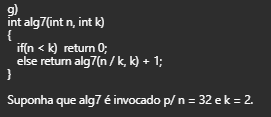 g)
int alg7(int n, int k)
{
if(n < k) return 0;
else return alg7(n / k, k) + 1;
}
Suponha que alg7 é invocado p/ n = 32 e k = 2.